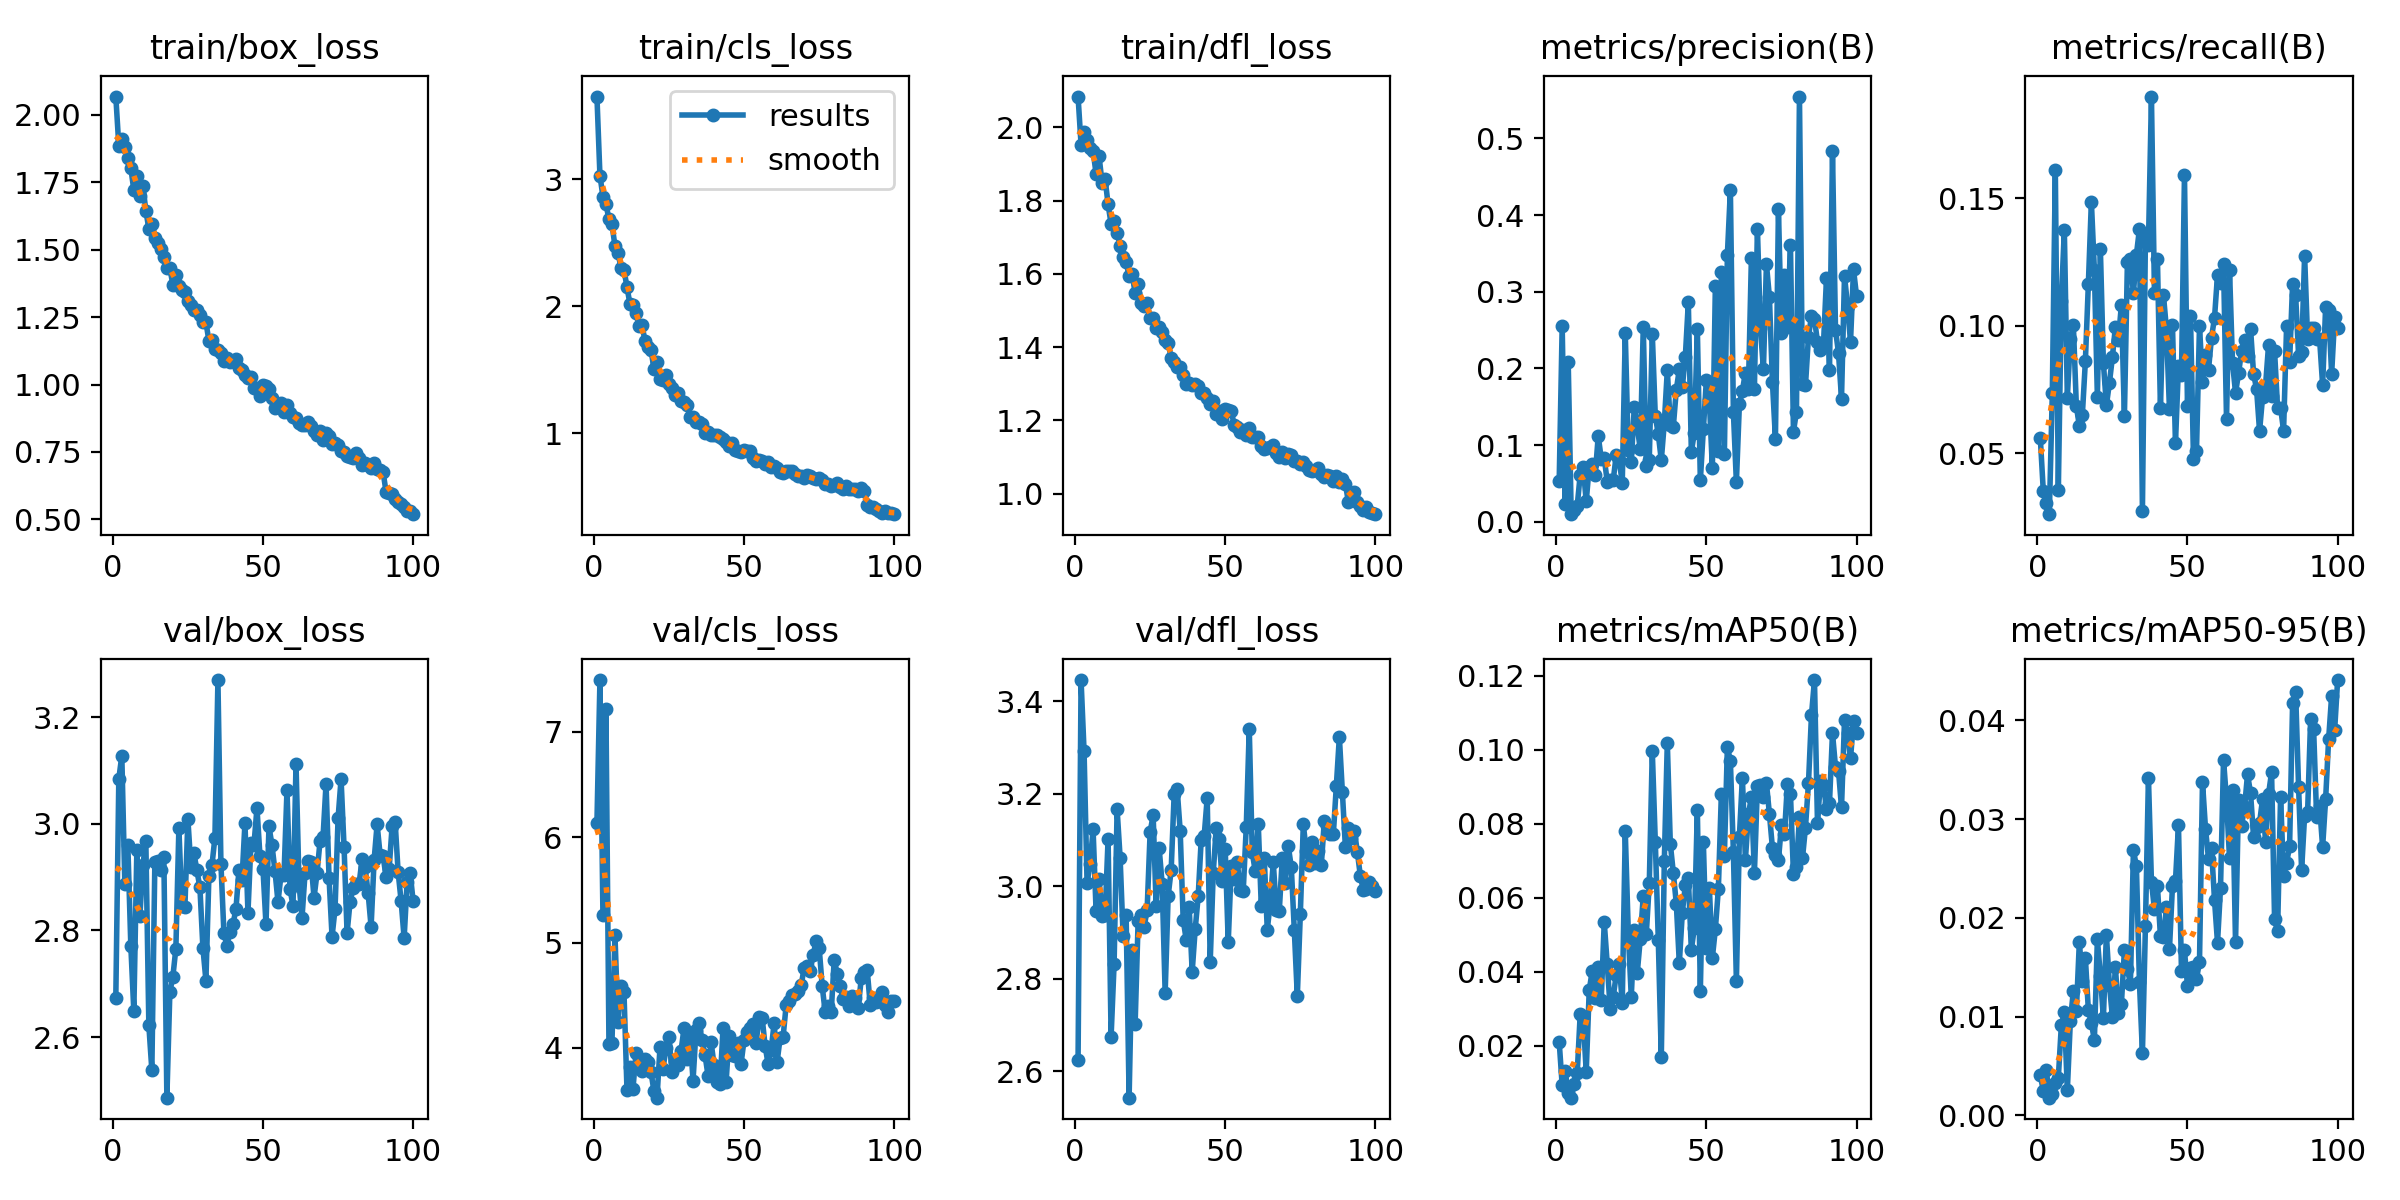 train/box_loss
2.00
1.75
1.50
1.25
1.00
0.75
0.50
0 50 100
train/cls_loss
results
smooth
3
2
1
0 50 100
train/dfl_loss
2.0
1.8
1.6
1.4
1.2
1.0
0 50 100
metrics/precision(B)
0.5
0.4
0.3
0.2
0.1
0.0
0 50 100
metrics/recall(B)
0.15
0.10
0.05
0 50 100
val/box_loss
3.2
3.0
2.8
2.6
0 50 100
val/cls_loss
7
6
5
4
0 50 100
val/dfl_loss
3.4
3.2
3.0
2.8
2.6
0 50 100
metrics/mAP50(B)
0.12
0.10
0.08
0.06
0.04
0.02
0 50 100
metrics/mAP50-95(B)
0.04
0.03
0.02
0.01
0.00
0 50 100